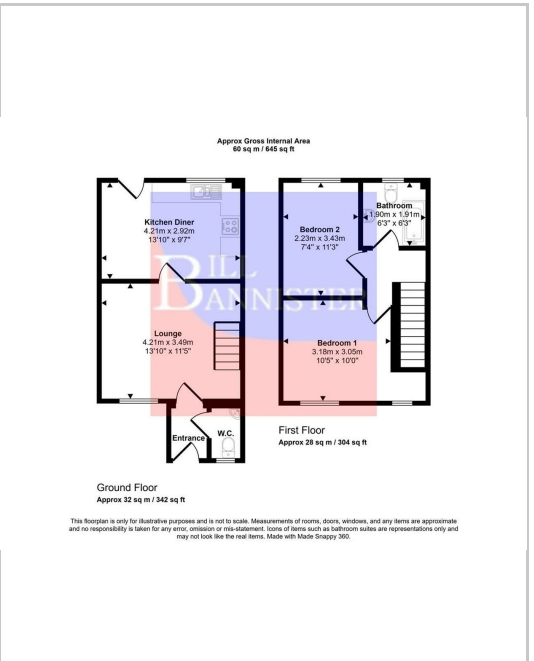 Approx Gross Internal Area
60 sq m / 645 sq ft
Kitchen Diner
4.21m x 2.92m
13'10" x 9'7"
Bedroom 2
2.23m x 3.43m
7'4" x 11'3"
Bathroom
1.90m x 1.91m
6'3" x 6'3"
BILL
BANNISTER
Lounge
4.21m x 3.49m
13'10" x 11'5"
Bedroom 1
3.18m x 3.05m
10'5" x 10'0"
Entrance
W.C.
First Floor
Approx 28 sq m / 304 sq ft
Ground Floor
Approx 32 sq m / 342 sq ft
This floorplan is only for illustrative purposes and is not to scale. Measurements of rooms, doors, windows, and any items are approximate
and no responsibility is taken for any error, omission or mis-statement. Icons of items such as bathroom suites are representations only and
may not look like the real items. Made with Made Snappy 360.